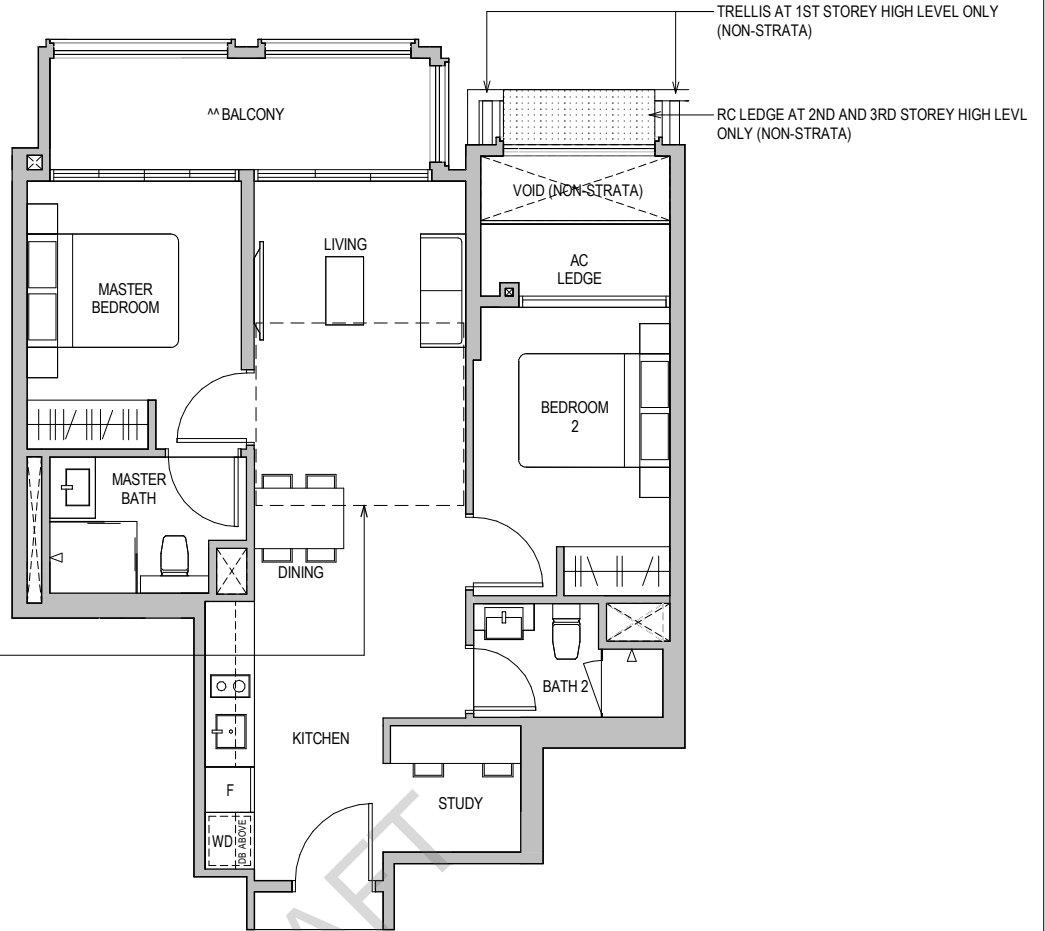 TRELLIS AT 1ST STOREY HIGH LEVEL ONLY
(NON-STRATA)
^^ BALCONY
RC LEDGE AT 2ND AND 3RD STOREY HIGH LEVL
ONLY (NON-STRATA)
VOID (NON-STRATA)
LIVING
AC
LEDGE
MASTER
BEDROOM
BEDROOM
2
MASTER
BATH
DINING
BATH 2
KITCHEN
F
STUDY
WD
DB ABOVE